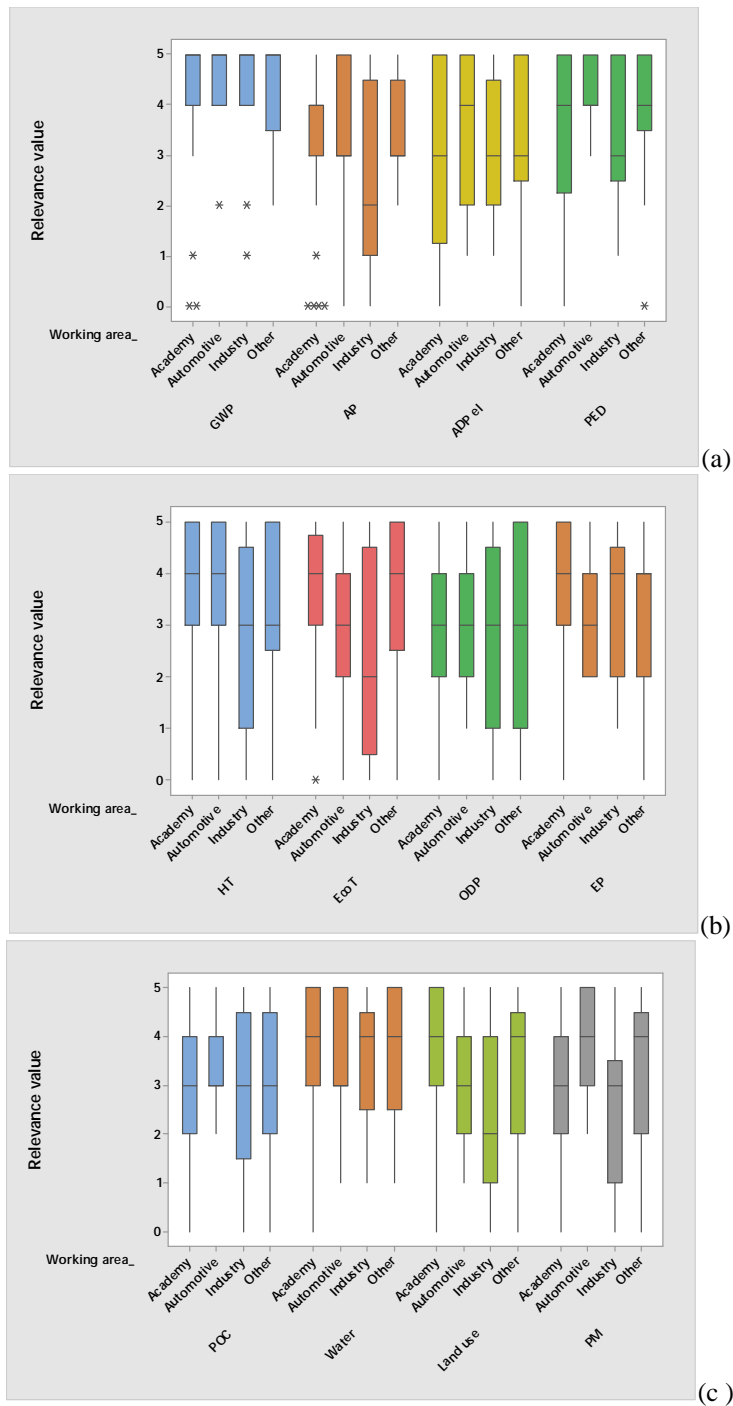 5
4
3
2
1
0
Relevance value
Working area_
Academy Automotive Industry Other Academy Automotive Industry Other Academy Automotive Industry Other Academy Automotive Industry Other
GWP AP ADP el PED
(a)
5
4
3
2
1
0
Relevance value
Working area_
Academy Automotive Industry Other Academy Automotive Industry Other Academy Automotive Industry Other Academy Automotive Industry Other
HT EcoT ODP EP
(b)
5
4
3
2
1
0
Relevance value
Working area_
Academy Automotive Industry Other Academy Automotive Industry Other Academy Automotive Industry Other Academy Automotive Industry Other
POC Water Land use PM
(c )